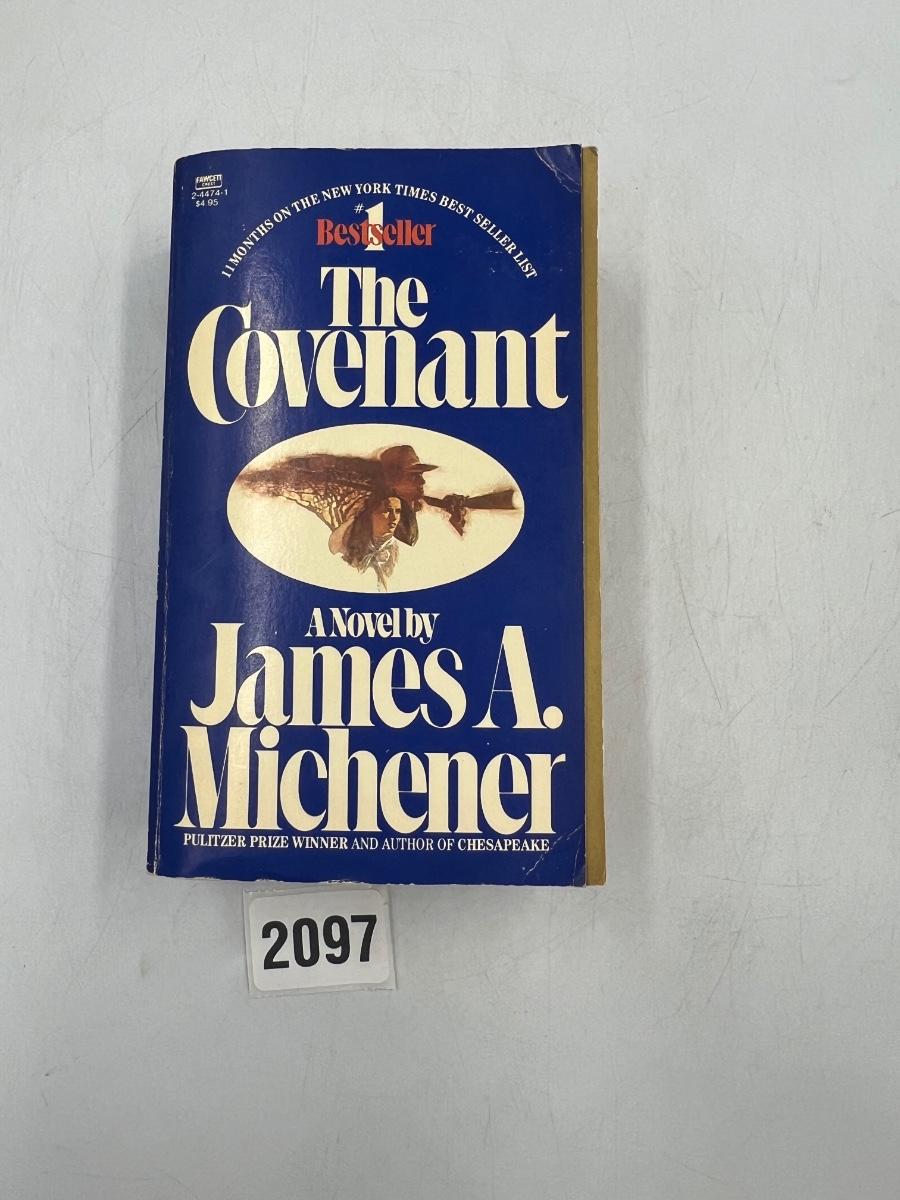 FAWCETT
CREST
2-4474-1
$4.95
11 MONTHS ON THE NEW YORK TIMES BEST SELLER LIST
#1
Bestseller
The
Covenant
A Novel by
James A.
Michener
PULITZER PRIZE WINNER AND AUTHOR OF CHESAPEAKE
2097